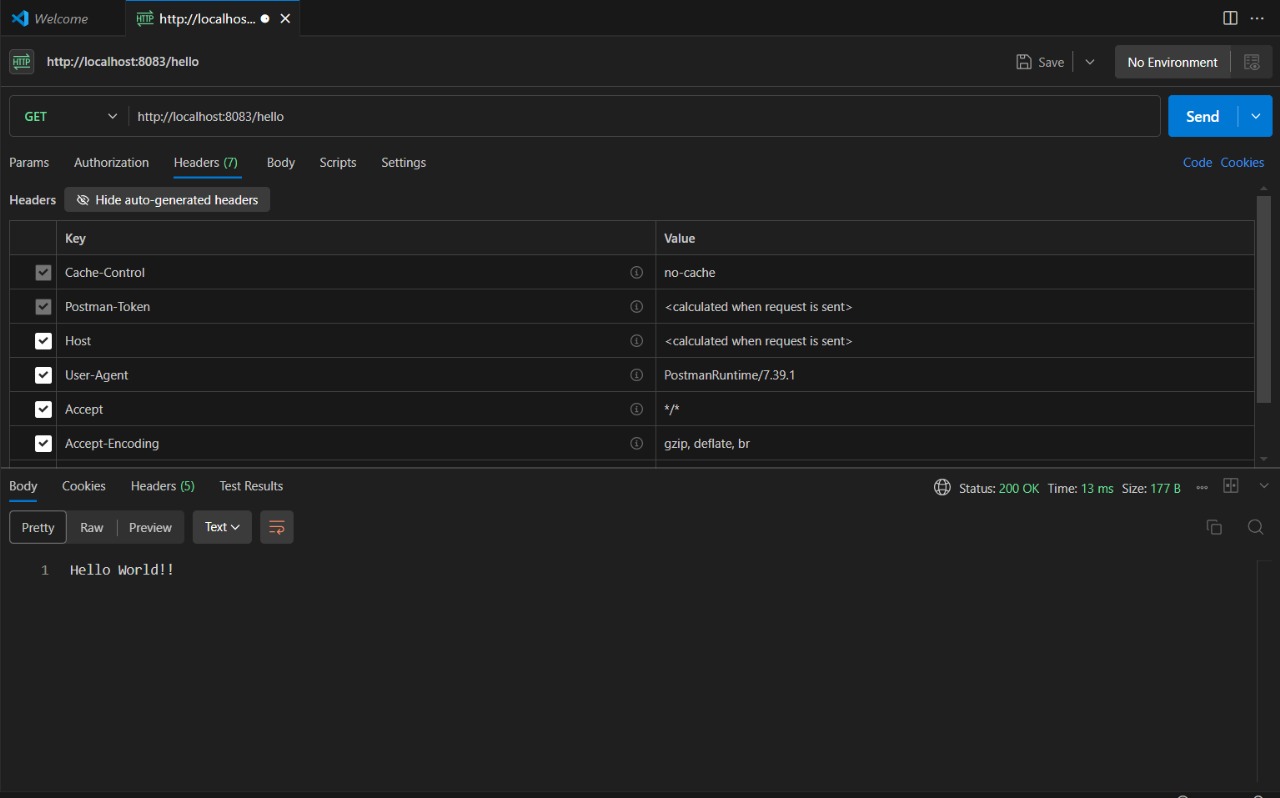 Welcome
HTTP http://localhos...
HTTP http://localhost:8083/hello Save No Environment
GET http://localhost:8083/hello Send
Params Authorization Headers (7) Body Scripts Settings Code Cookies
Headers Hide auto-generated headers
Key Value
Cache-Control no-cache
Postman-Token <calculated when request is sent>
Host <calculated when request is sent>
User-Agent PostmanRuntime/7.39.1
Accept */*
Accept-Encoding gzip, deflate, br
Body Cookies Headers (5) Test Results Status: 200 OK Time: 13 ms Size: 177 B
Pretty Raw Preview Text
1 Hello World!!